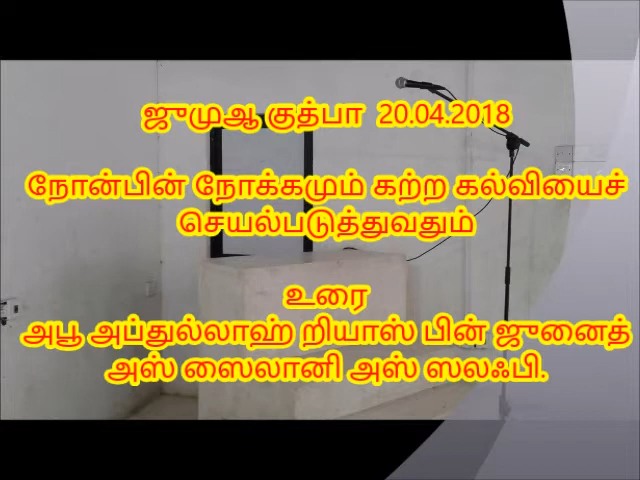 ஜுமுஆ குத்பா 20.04.2018
நோன்பின் நோக்கமும் கற்ற கல்வியைச்
செயல்படுத்துவதும்
உரை
அபூ அப்துல்லாஹ் றியாஸ் பின் ஜுனைத்
அஸ் ஸைலானி அஸ் ஸலஃபி.